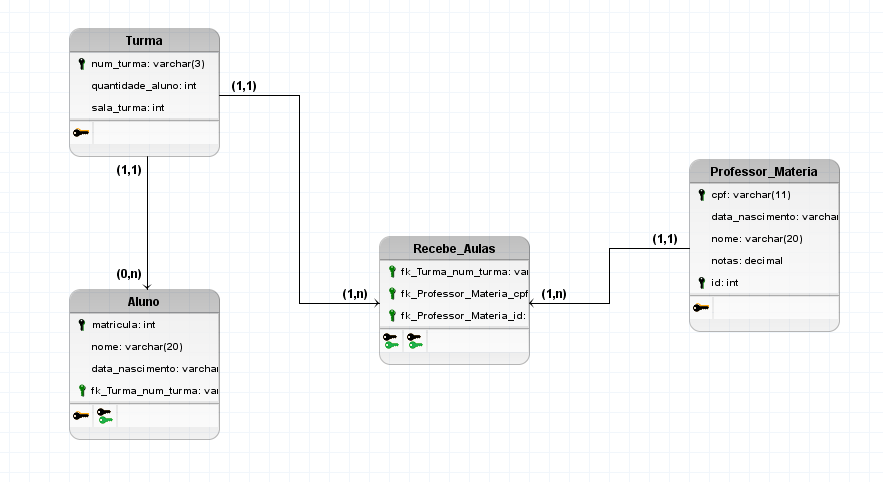 Turma
num_turma: varchar(3)
quantidade_aluno: int
sala_turma: int
(1,1)
(1,1)
(0,n)
Aluno
matricula: int
nome: varchar(20)
data_nascimento: varchar
fk_Turma_num_turma: var
(1,n)
Recebe_Aulas
fk_Turma_num_turma: var
fk_Professor_Materia_cpf
fk_Professor_Materia_id:
(1,n)
(1,1)
Professor_Materia
cpf: varchar(11)
data_nascimento: varchar
nome: varchar(20)
notas: decimal
id: int